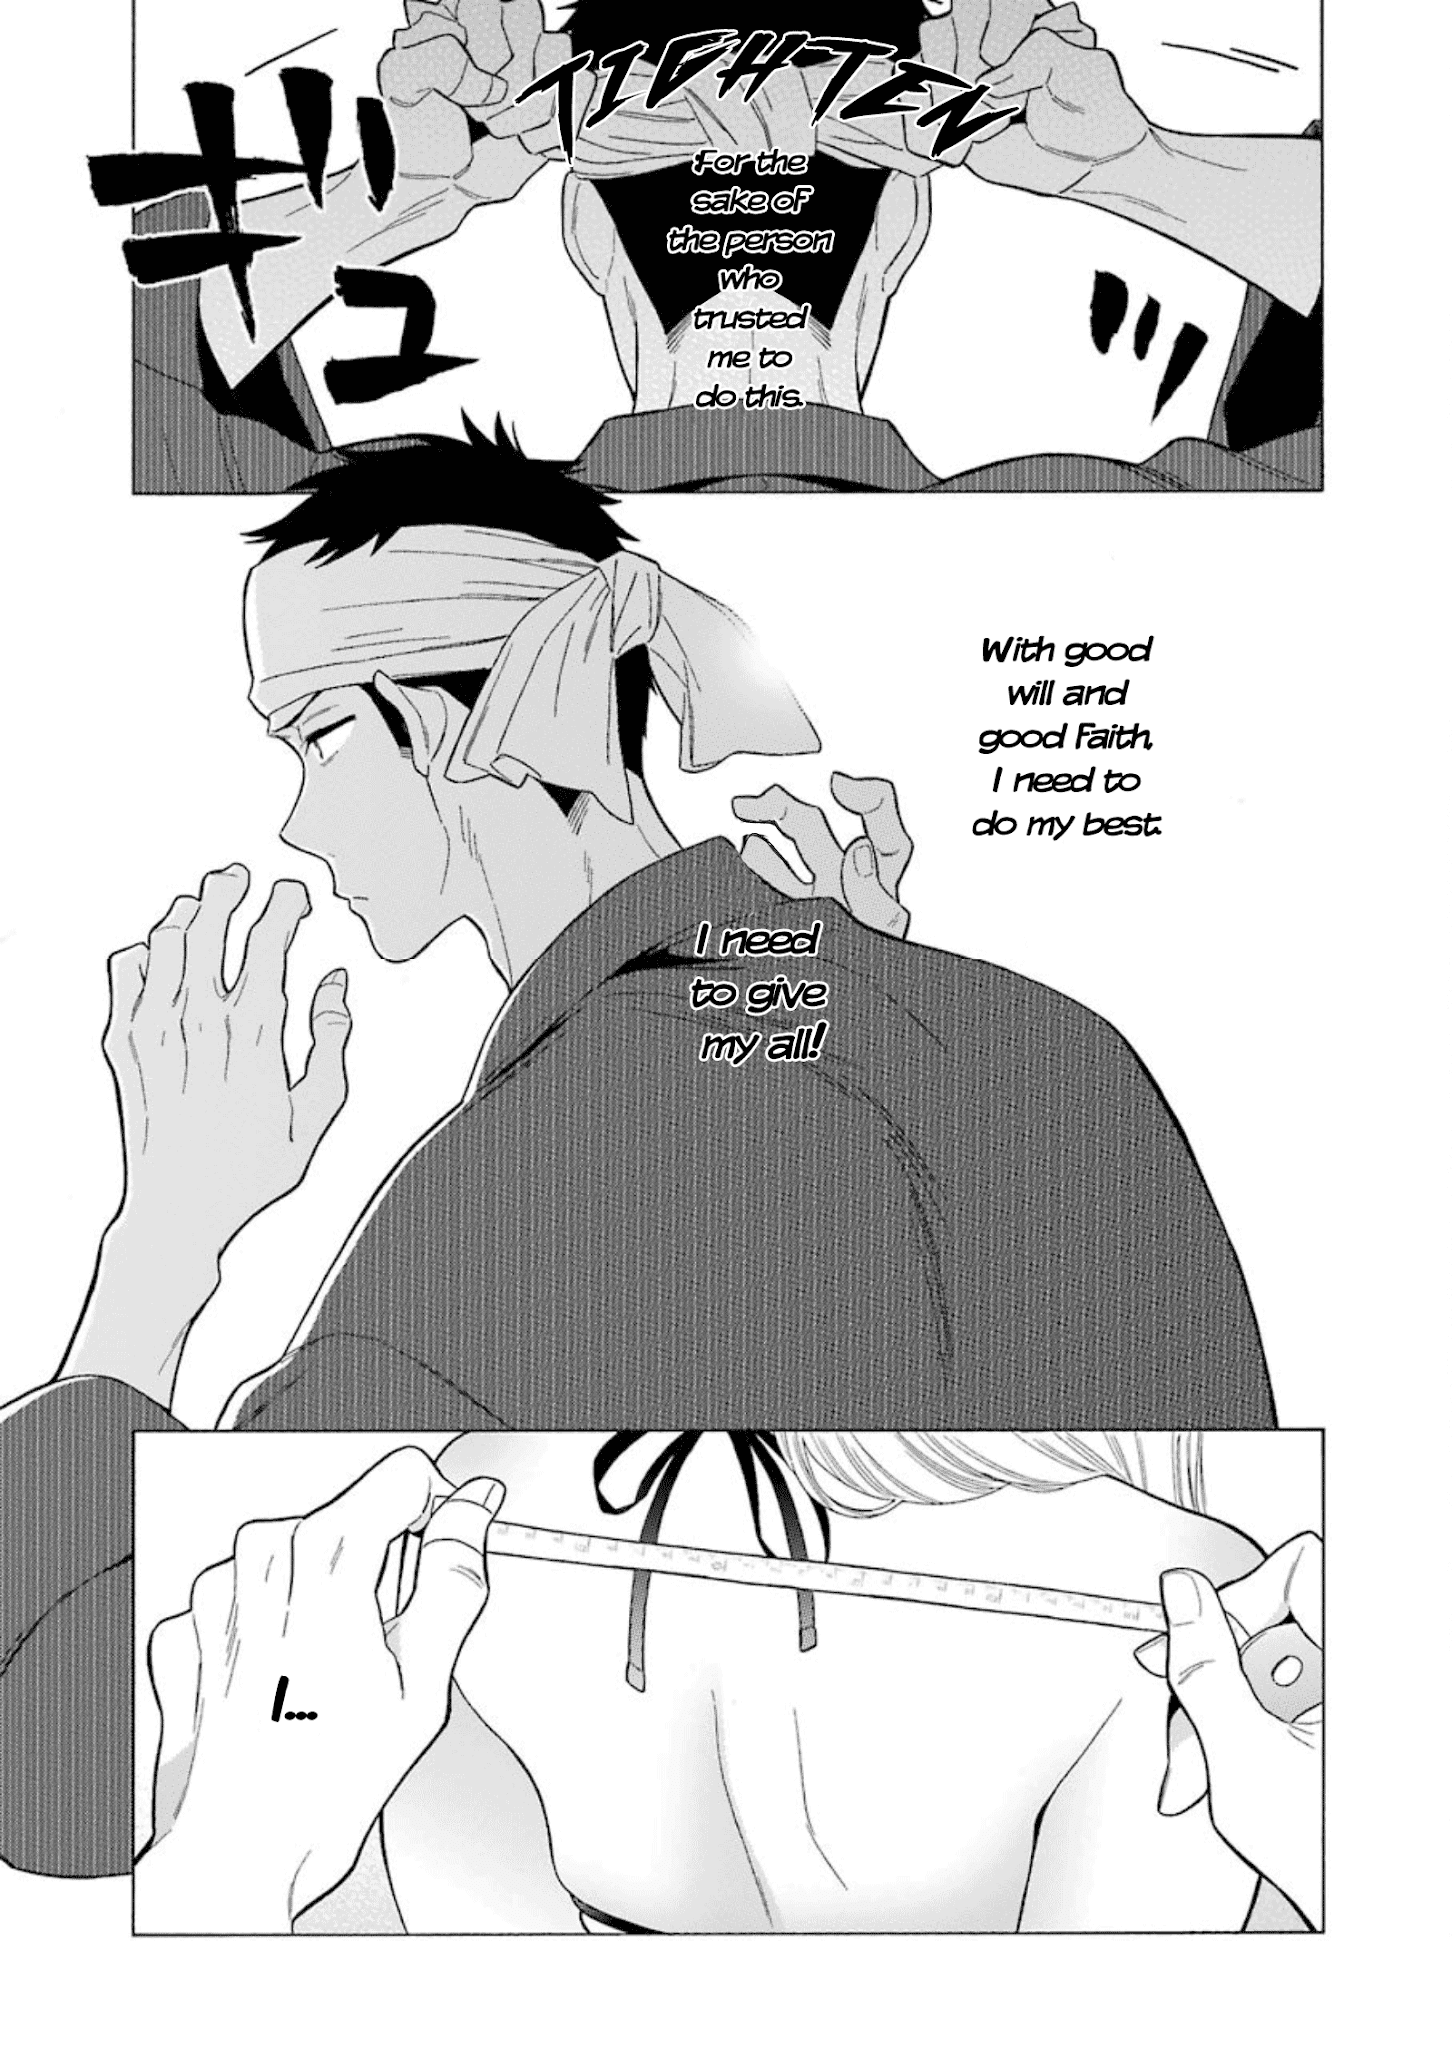 TIGHTEN
ギュ
For the
sake of
the person
who
trusted
me to
do this.
With good
will and
good faith,
I need to
do my best.
I need
to give
my all!
I...